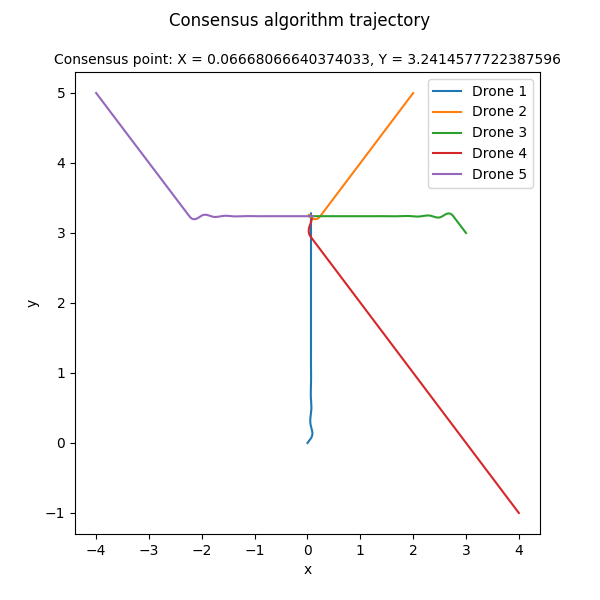 Consensus algorithm trajectory
Consensus point: X = 0.06668066640374033, Y = 3.2414577722387596
Drone 1
Drone 2
Drone 3
Drone 4
Drone 5
y
5
4
3
2
1
0
−1
−4
−3
−2
−1
0
1
2
3
4
x